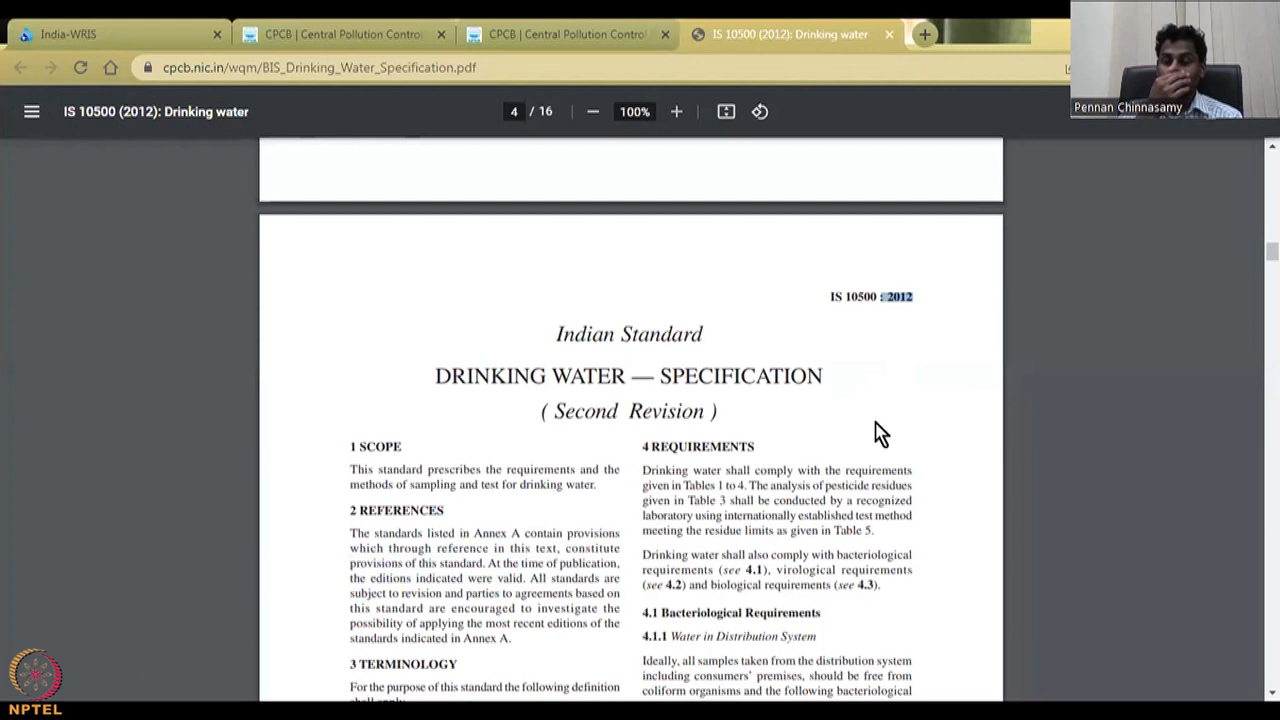 India-WRIS
CPCB | Central Pollution Contro
CPCB | Central Pollution Control
IS 10500 (2012): Drinking water
cpcb.nic.in/wqm/BIS_Drinking_Water_Specification.pdf
Pennan Chinnasamy
IS 10500 (2012): Drinking water
4 / 16
100%
IS 10500 : 2012
Indian Standard
DRINKING WATER — SPECIFICATION
( Second Revision )
1 SCOPE
This standard prescribes the requirements and the
methods of sampling and test for drinking water.
2 REFERENCES
The standards listed in Annex A contain provisions
which through reference in this text, constitute
provisions of this standard. At the time of publication,
the editions indicated were valid. All standards are
subject to revision and parties to agreements based on
this standard are encouraged to investigate the
possibility of applying the most recent editions of the
standards indicated in Annex A.
3 TERMINOLOGY
For the purpose of this standard the following definition
shall apply.
4 REQUIREMENTS
Drinking water shall comply with the requirements
given in Tables 1 to 4. The analysis of pesticide residues
given in Table 3 shall be conducted by a recognized
laboratory using internationally established test method
meeting the residue limits as given in Table 5.
Drinking water shall also comply with bacteriological
requirements (see 4.1), virological requirements
(see 4.2) and biological requirements (see 4.3).
4.1 Bacteriological Requirements
4.1.1 Water in Distribution System
Ideally, all samples taken from the distribution system
including consumers' premises, should be free from
coliform organisms and the following bacteriological
NPTEL